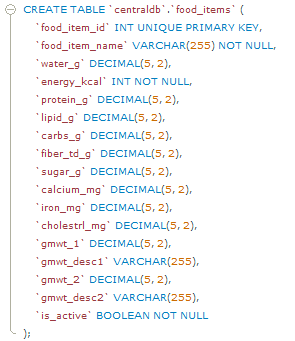 CREATE TABLE `centraldb`.`food_items` (
`food_item_id` INT UNIQUE PRIMARY KEY,
`food_item_name` VARCHAR(255) NOT NULL,
`water_g` DECIMAL(5, 2),
`energy_kcal` INT NOT NULL,
`protein_g` DECIMAL(5, 2),
`lipid_g` DECIMAL(5, 2),
`carbs_g` DECIMAL(5, 2),
`fiber_td_g` DECIMAL(5, 2),
`sugar_g` DECIMAL(5, 2),
`calcium_mg` DECIMAL(5, 2),
`iron_mg` DECIMAL(5, 2),
`cholestrl_mg` DECIMAL(5, 2),
`gmwt_1` DECIMAL(5, 2),
`gmwt_desc1` VARCHAR(255),
`gmwt_2` DECIMAL(5, 2),
`gmwt_desc2` VARCHAR(255),
`is_active` BOOLEAN NOT NULL
);